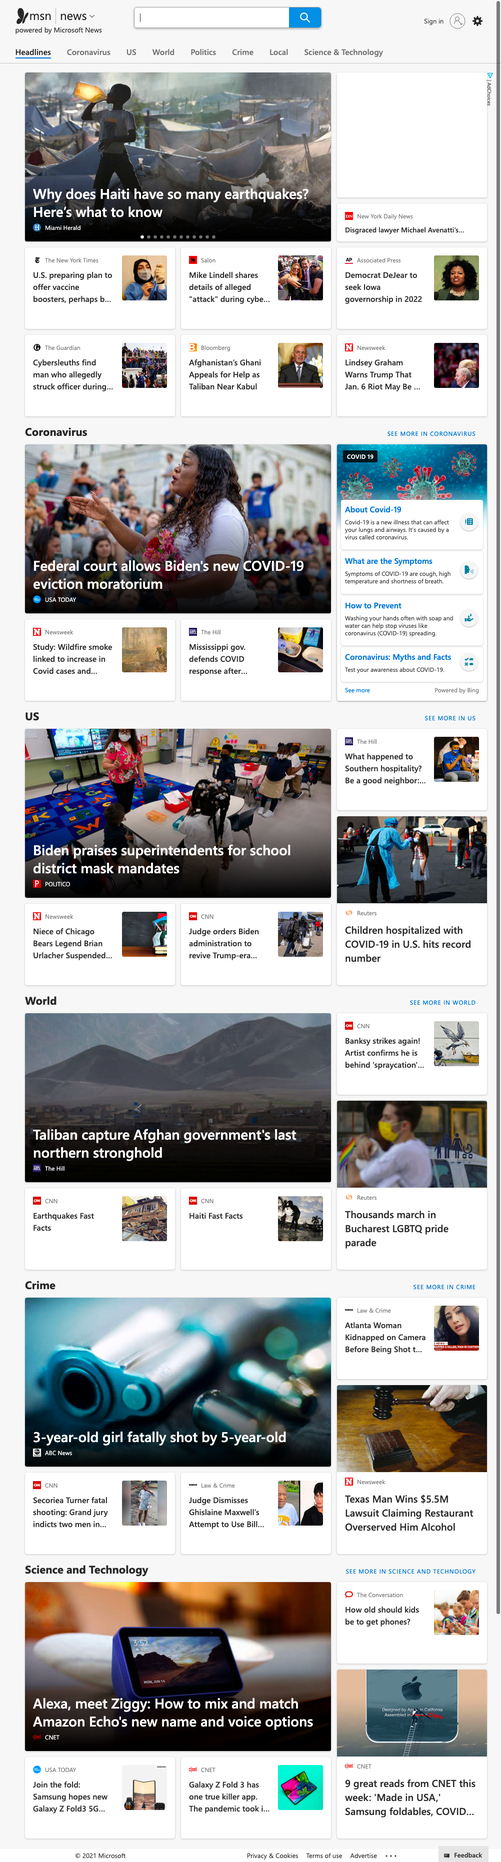 msn | news
powered by Microsoft News
Sign in
Headlines Coronavirus US World Politics Crime Local Science & Technology
AdChoices
Why does Haiti have so many earthquakes?
Here's what to know
Miami Herald
New York Daily News
Disgraced lawyer Michael Avenatti's...
The New York Times
U.S. preparing plan to
offer vaccine
boosters, perhaps b...
Salon
Mike Lindell shares
details of alleged
"attack" during cybe...
Associated Press
Democrat DeJear to
seek Iowa
governorship in 2022
The Guardian
Cybersleuths find
man who allegedly
struck officer during...
Bloomberg
Afghanistan's Ghani
Appeals for Help as
Taliban Near Kabul
Newsweek
Lindsey Graham
Warns Trump That
Jan. 6 Riot May Be ...
Coronavirus
SEE MORE IN CORONAVIRUS
Federal court allows Biden's new COVID-19
eviction moratorium
USA TODAY
COVID 19
About Covid-19
Covid-19 is a new illness that can affect
your lungs and airways. It's caused by a
virus called coronavirus.
What are the Symptoms
Symptoms of COVID-19 are cough, high
temperature and shortness of breath.
How to Prevent
Washing your hands often with soap and
water can help stop viruses like
coronavirus (COVID-19) spreading.
Coronavirus: Myths and Facts
Test your awareness about COVID-19.
See more
Powered by Bing
Newsweek
Study: Wildfire smoke
linked to increase in
Covid cases and...
The Hill
Mississippi gov.
defends COVID
response after...
US
SEE MORE IN US
Biden praises superintendents for school
district mask mandates
POLITICO
The Hill
What happened to
Southern hospitality?
Be a good neighbor:...
Reuters
Children hospitalized with
COVID-19 in U.S. hits record
number
Newsweek
Niece of Chicago
Bears Legend Brian
Urlacher Suspended...
CNN
Judge orders Biden
administration to
revive Trump-era...
World
SEE MORE IN WORLD
Taliban capture Afghan government's last
northern stronghold
The Hill
CNN
Banksy strikes again!
Artist confirms he is
behind 'spraycation'...
Reuters
Thousands march in
Bucharest LGBTQ pride
parade
CNN
Earthquakes Fast
Facts
CNN
Haiti Fast Facts
Crime
SEE MORE IN CRIME
3-year-old girl fatally shot by 5-year-old
ABC News
Law & Crime
Atlanta Woman
Kidnapped on Camera
Before Being Shot t...
Newsweek
Texas Man Wins $5.5M
Lawsuit Claiming Restaurant
Overserved Him Alcohol
CNN
Secoriea Turner fatal
shooting: Grand jury
indicts two men in...
Law & Crime
Judge Dismisses
Ghislaine Maxwell's
Attempt to Use Bill...
Science and Technology
SEE MORE IN SCIENCE AND TECHNOLOGY
Alexa, meet Ziggy: How to mix and match
Amazon Echo's new name and voice options
CNET
The Conversation
How old should kids
be to get phones?
Designed by Apple in California
CNET
9 great reads from CNET this
week: 'Made in USA,'
Samsung foldables, COVID...
USA TODAY
Join the fold:
Samsung hopes new
Galaxy Z Fold3 5G...
CNET
Galaxy Z Fold 3 has
one true killer app.
The pandemic took i...
© 2021 Microsoft
Privacy & Cookies Terms of use Advertise ...
Feedback